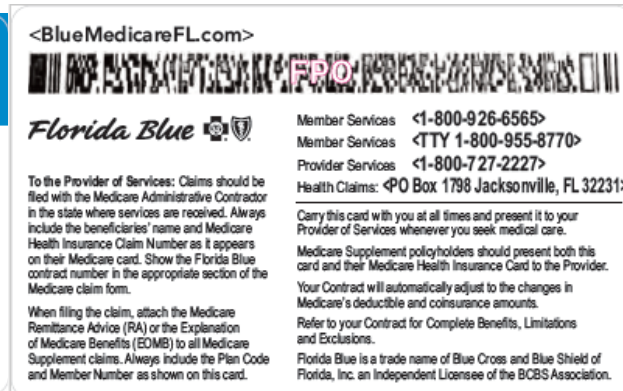 <BlueMedicareFL.com>
FPO
Florida Blue
To the Provider of Services: Claims should be
filed with the Medicare Administrative Contractor
in the state where services are received. Always
include the beneficiaries' name and Medicare
Health Insurance Claim Number as it appears
on their Medicare card. Show the Florida Blue
contract number in the appropriate section of the
Medicare claim form.
When filing the claim, attach the Medicare
Remittance Advice (RA) or the Explanation
of Medicare Benefits (EOMB) to all Medicare
Supplement claims. Always include the Plan Code
and Member Number as shown on this card.
Member Services <1-800-926-6565>
Member Services <TTY 1-800-955-8770>
Provider Services <1-800-727-2227>
Health Claims: <PO Box 1798 Jacksonville, FL 32231>
Carry this card with you at all times and present it to your
Provider of Services whenever you seek medical care.
Medicare Supplement policyholders should present both this
card and their Medicare Health Insurance Card to the Provider.
Your Contract will automatically adjust to the changes in
Medicare's deductible and coinsurance amounts.
Refer to your Contract for Complete Benefits, Limitations
and Exclusions.
Florida Blue is a trade name of Blue Cross and Blue Shield of
Florida, Inc. an Independent Licensee of the BCBS Association.